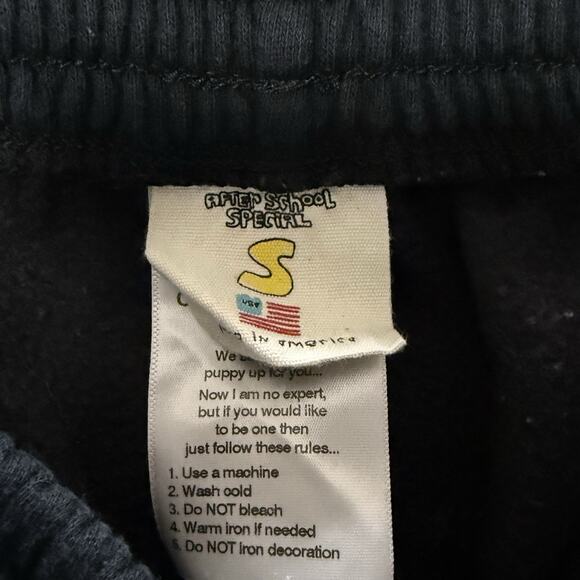 AFTER SCHOOL
SPECIAL
S
USA
IN AMERICA
We
puppy up for you...
Now I am no expert,
but if you would like
to be one then
just follow these rules...
1. Use a machine
2. Wash cold
3. Do NOT bleach
4. Warm iron if needed
5. Do NOT iron decoration